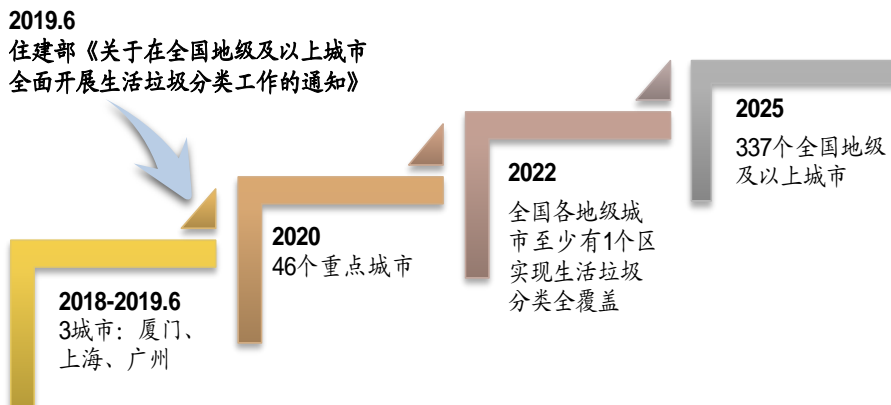 2019.6
住建部《关于在全国地级及以上城市
全面开展生活垃圾分类工作的通知》
2018-2019.6
3城市：厦门、
上海、广州
2020
46个重点城市
2022
全国各地级城
市至少有1个区
实现生活垃圾
分类全覆盖
2025
337个全国地级
及以上城市